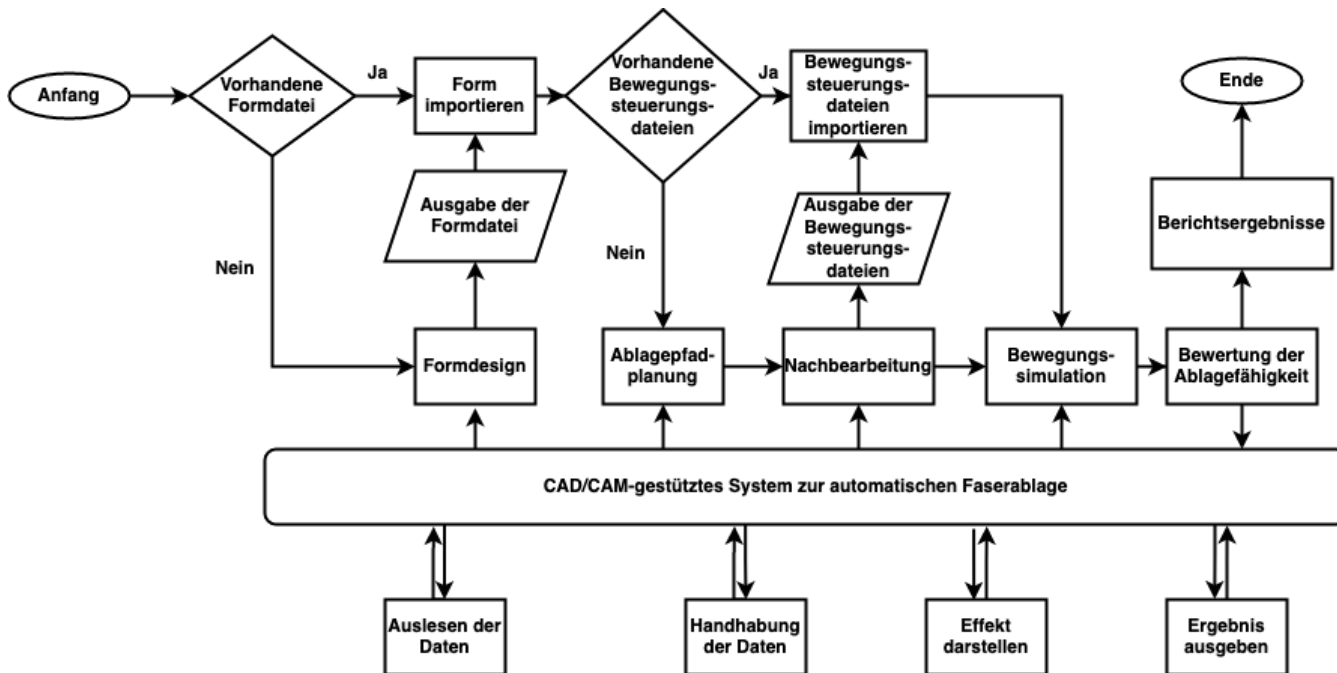 Anfang
Vorhandene
Formdatei
Ja
Form
importieren
Vorhandene
Bewegungs-
steuerungs-
dateien
Ja
Bewegungs-
steuerungs-
dateien
importieren
Ende
Ausgabe der
Formdatei
Ausgabe der
Bewegungs-
steuerungs-
dateien
Berichtsergebnisse
Nein
Nein
Formdesign
Ablagepfad-
planung
Nachbearbeitung
Bewegungs-
simulation
Bewertung der
Ablagefähigkeit
CAD/CAM-gestütztes System zur automatischen Faserablage
Auslesen der
Daten
Handhabung
der Daten
Effekt
darstellen
Ergebnis
ausgeben